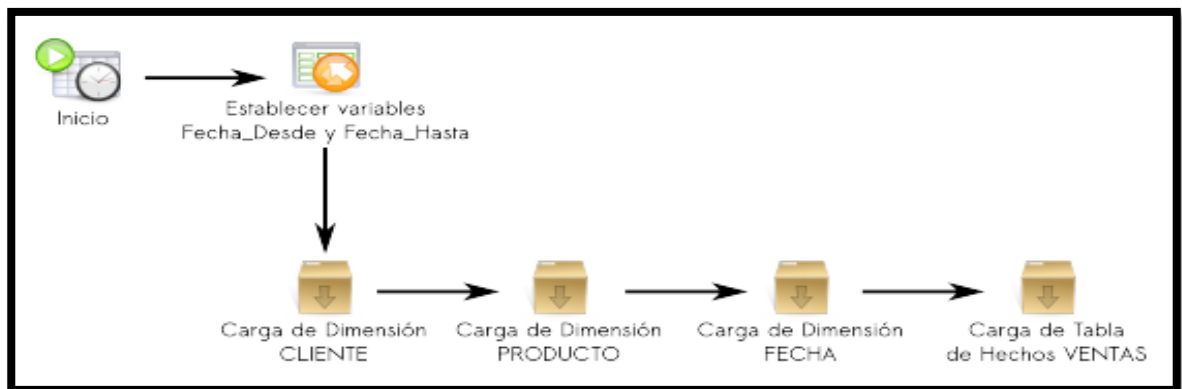 Inicio
Establecer variables
Fecha_Desde y Fecha_Hasta
Carga de Dimensión
CLIENTE
Carga de Dimensión
PRODUCTO
Carga de Dimensión
FECHA
Carga de Tabla
de Hechos VENTAS